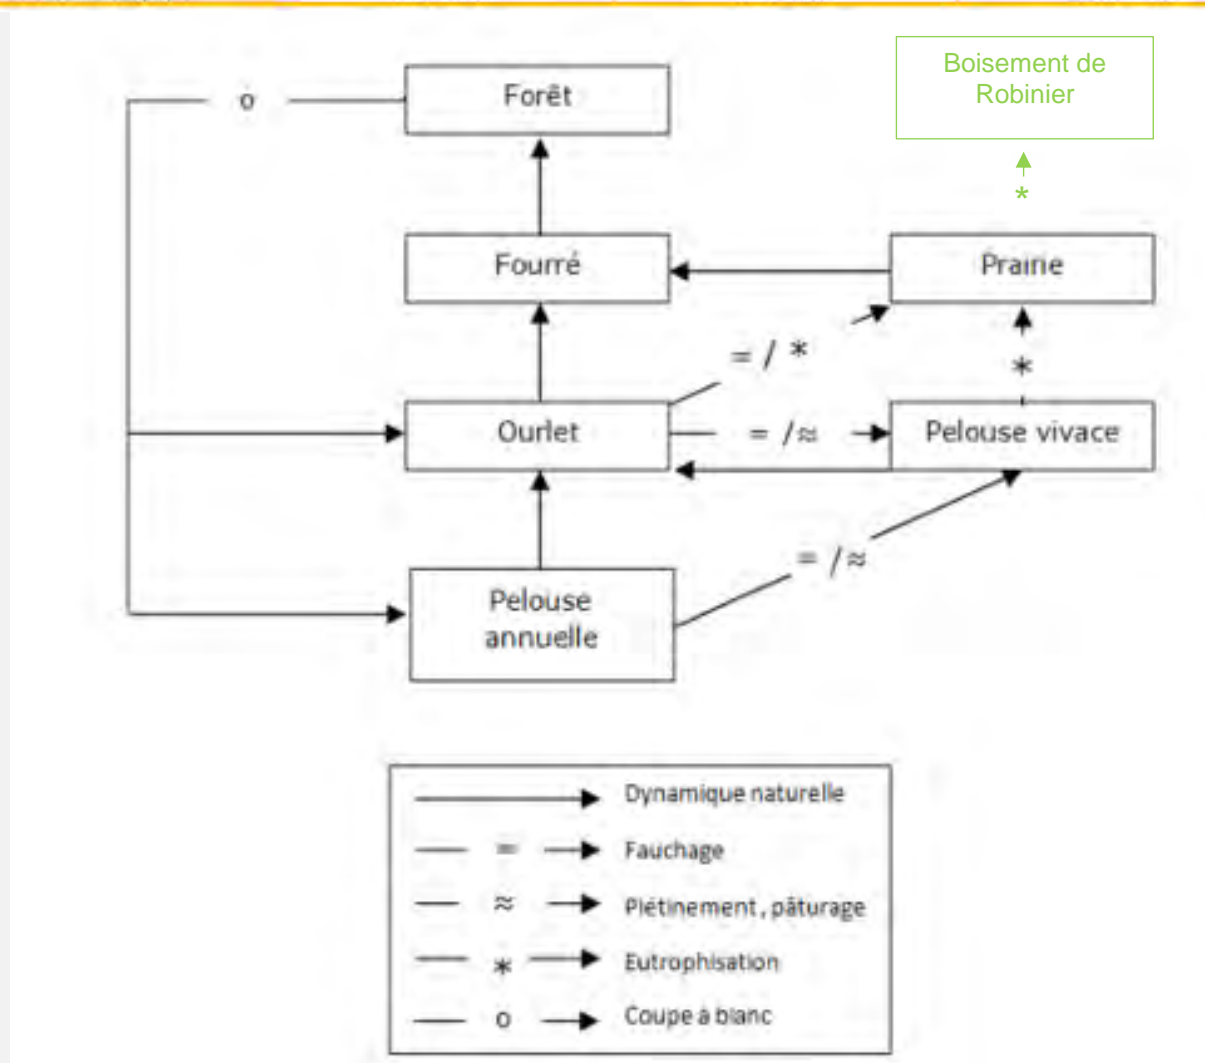 Boisement de
Robinier
o
Forêt
*
Fourré
Prairie
= / *
*
Ourlet
= / ≈
Pelouse vivace
= / ≈
Pelouse
annuelle
Dynamique naturelle
= Fauchage
≈ Piétinement, pâturage
* Eutrophisation
o Coupe à blanc